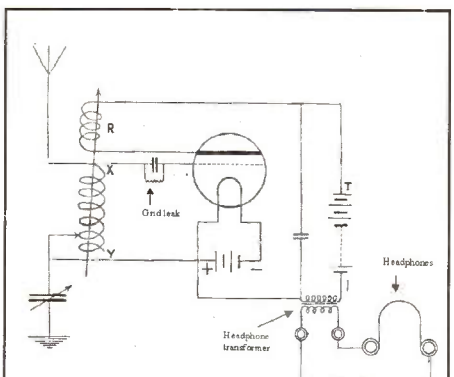 R
X
Grid leak
Y
+
−
T
Headphones
Headphone
transformer